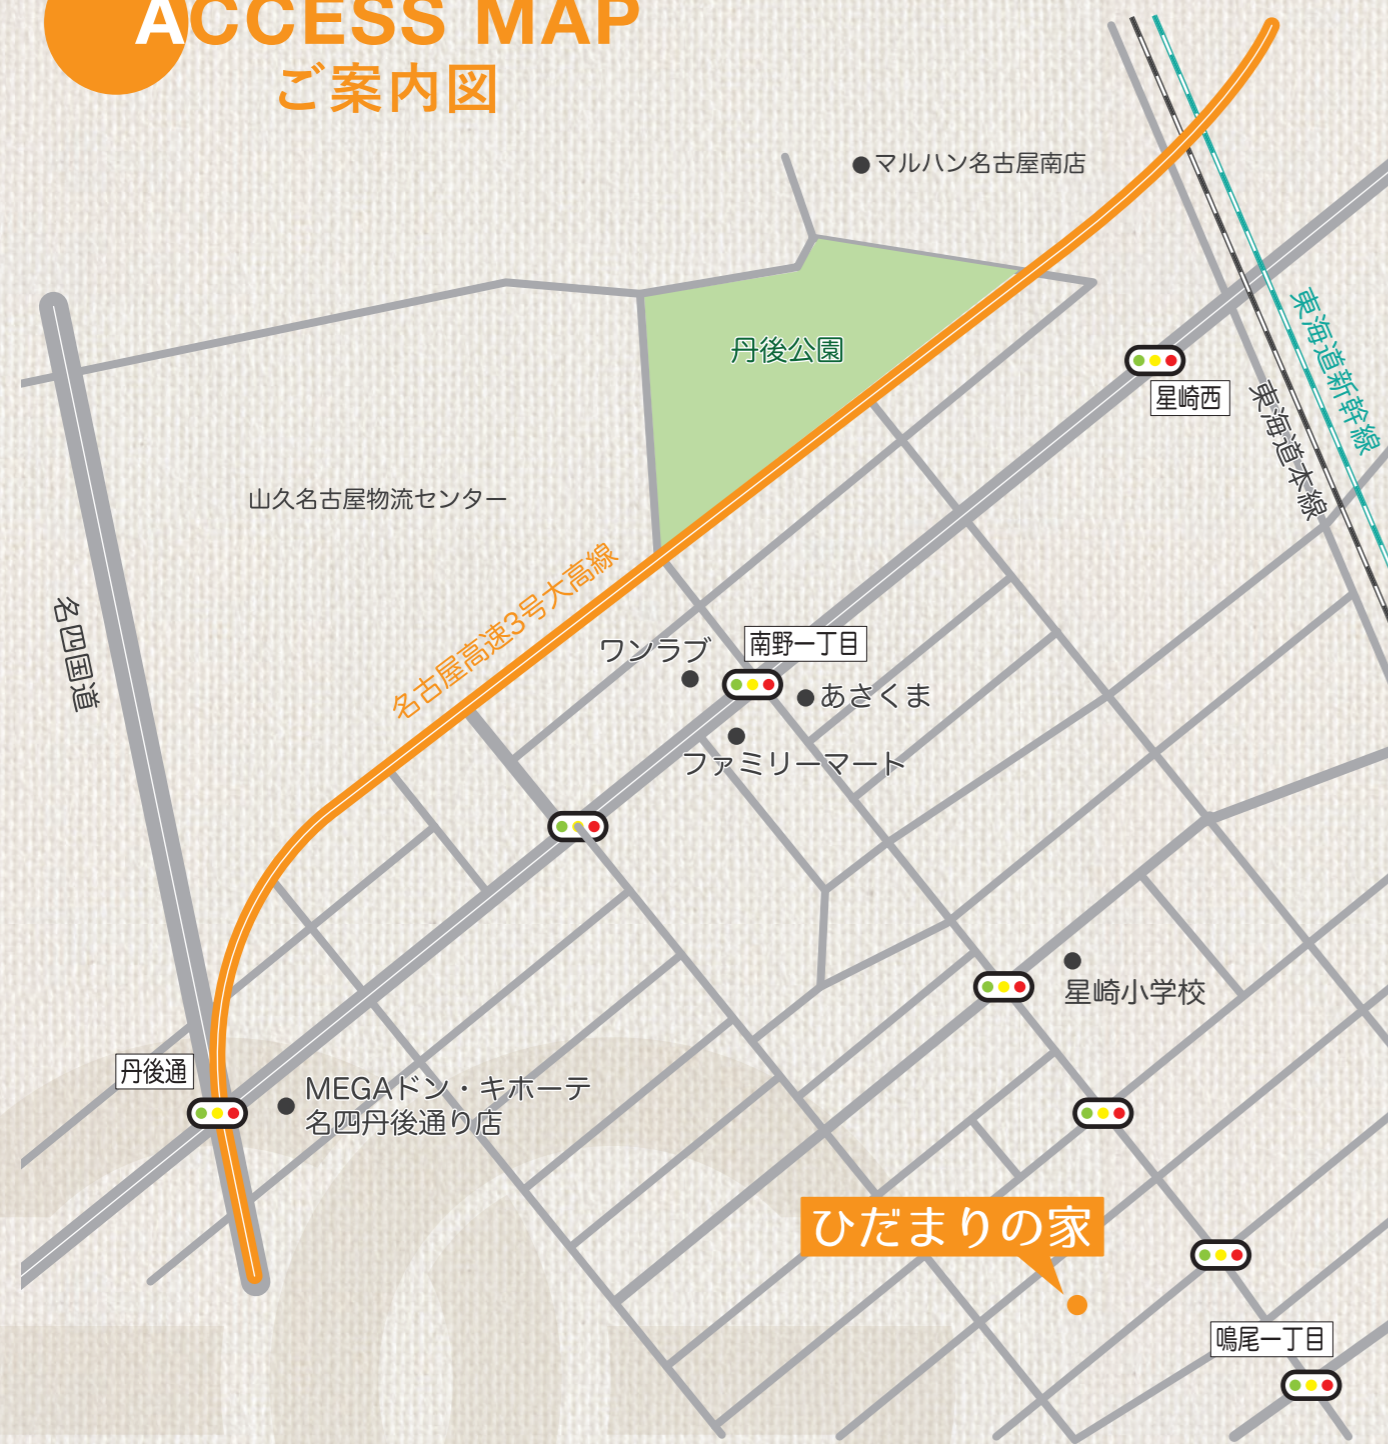 ACCESS MAP
ご案内図
マルハン名古屋南店
丹後公園
東海道新幹線
星崎西
東海道本線
山久名古屋物流センター
名四国道
名古屋高速3号大高線
ワンラブ
南野一丁目
あさくま
ファミリーマート
星崎小学校
丹後通
MEGAドン・キホーテ
名四丹後通り店
ひだまりの家
鳴尾一丁目